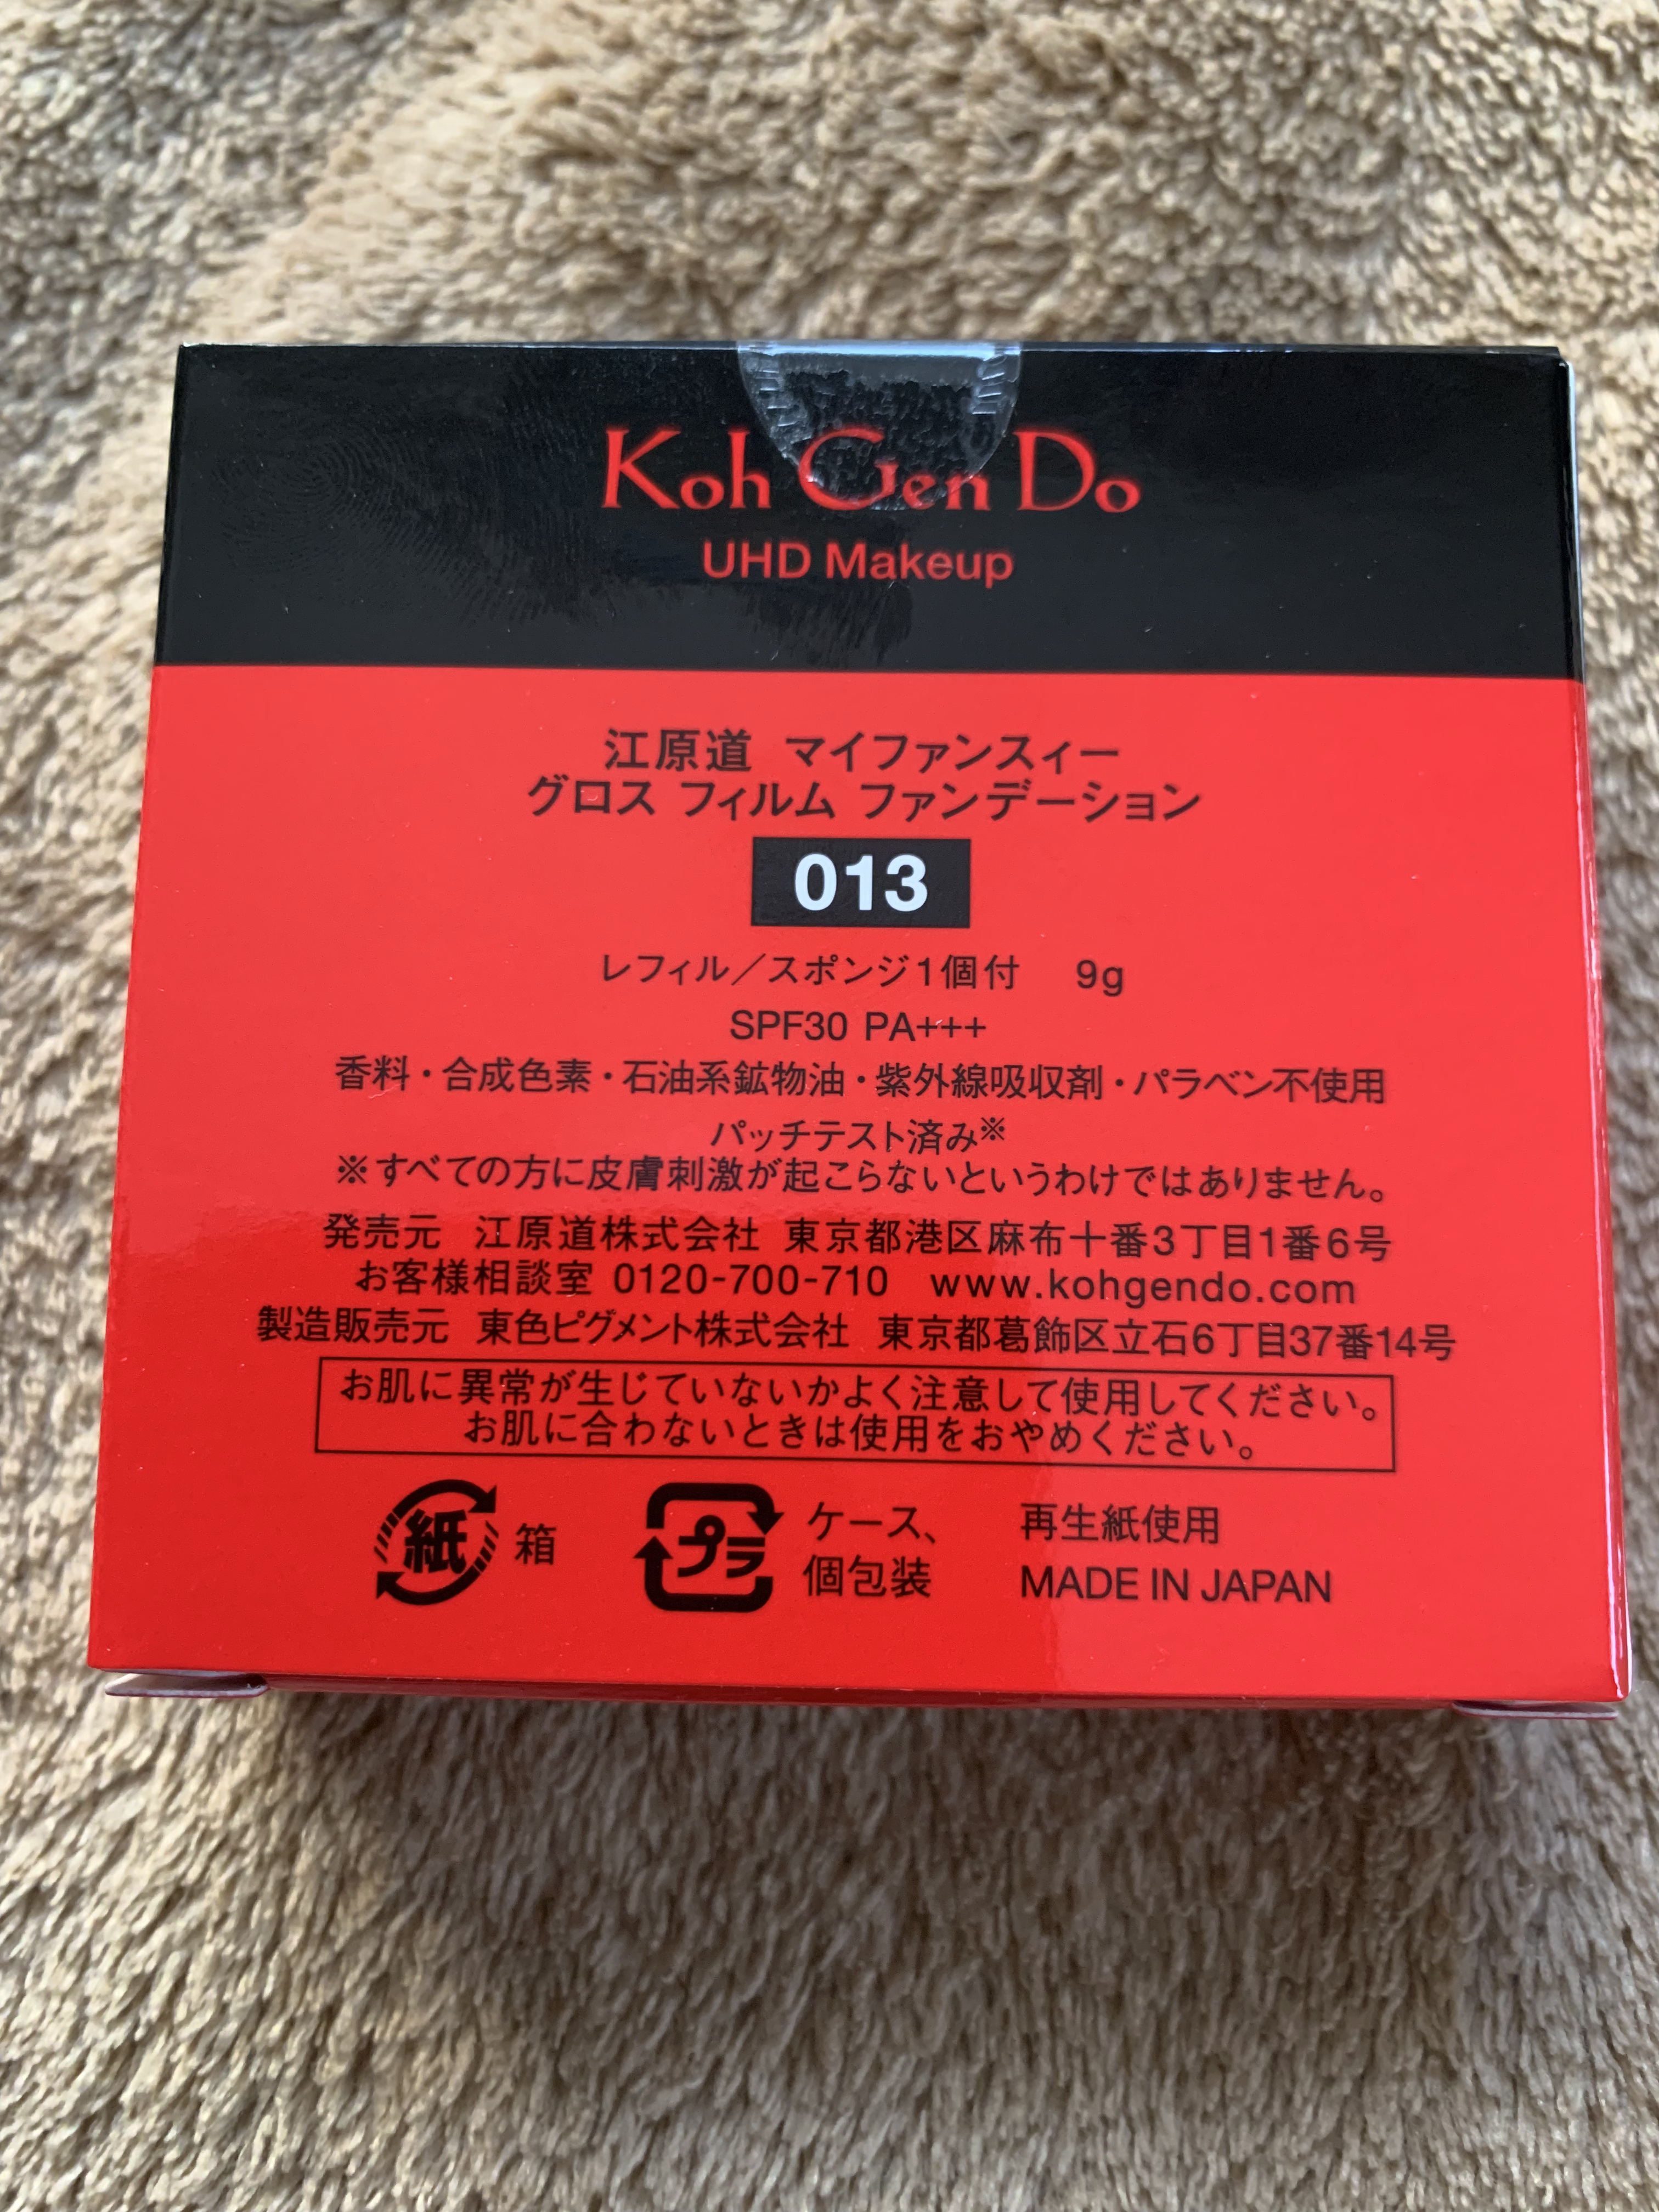 Koh Gen Do
UHD Makeup
江原道 マイファンスィー
グロス フィルム ファンデーション
013
レフィル／スポンジ1個付 9g
SPF30 PA+++
香料・合成色素・石油系鉱物油・紫外線吸収剤・パラベン不使用
パッチテスト済み※
※すべての方に皮膚刺激が起こらないというわけではありません。
発売元 江原道株式会社 東京都港区麻布十番3丁目1番6号
お客様相談室 0120-700-710 www.kohgendo.com
製造販売元 東色ピグメント株式会社 東京都葛飾区立石6丁目37番14号
お肌に異常が生じていないかよく注意して使用してください。
お肌に合わないときは使用をおやめください。
紙 箱 プラ ケース、 再生紙使用
個包装 MADE IN JAPAN